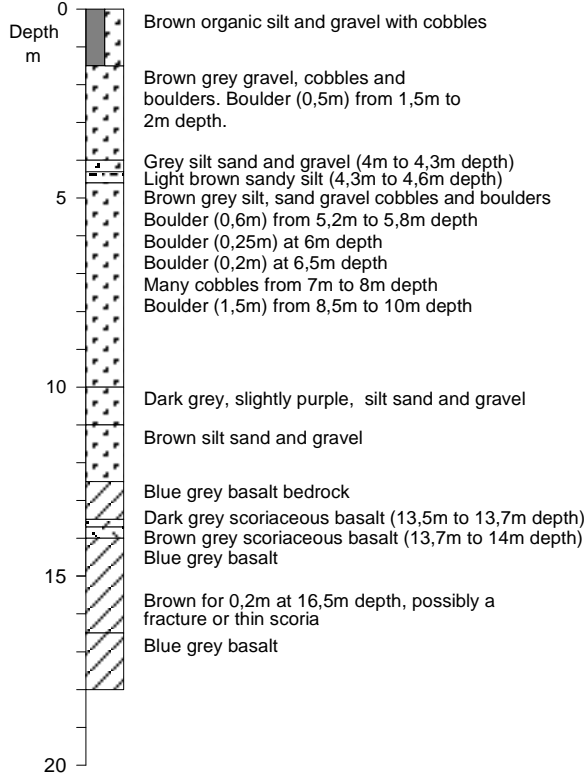 0
Depth
m
Brown organic silt and gravel with cobbles
Brown grey gravel, cobbles and
boulders. Boulder (0,5m) from 1,5m to
2m depth.
Grey silt sand and gravel (4m to 4,3m depth)
Light brown sandy silt (4,3m to 4,6m depth)
5
Brown grey silt, sand gravel cobbles and boulders
Boulder (0,6m) from 5,2m to 5,8m depth
Boulder (0,25m) at 6m depth
Boulder (0,2m) at 6,5m depth
Many cobbles from 7m to 8m depth
Boulder (1,5m) from 8,5m to 10m depth
10
Dark grey, slightly purple, silt sand and gravel
Brown silt sand and gravel
Blue grey basalt bedrock
Dark grey scoriaceous basalt (13,5m to 13,7m depth)
Brown grey scoriaceous basalt (13,7m to 14m depth)
Blue grey basalt
15
Brown for 0,2m at 16,5m depth, possibly a
fracture or thin scoria
Blue grey basalt
20